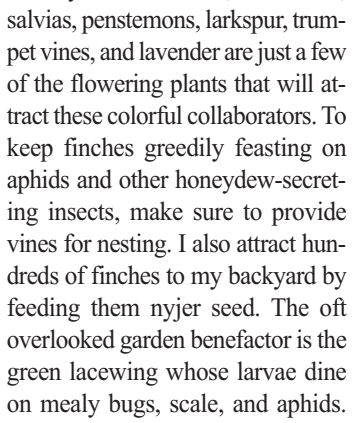 salvias, penstemons, larkspur, trum-
pet vines, and lavender are just a few
of the flowering plants that will at-
tract these colorful collaborators. To
keep finches greedily feasting on
aphids and other honeydew-secret-
ing insects, make sure to provide
vines for nesting. I also attract hun-
dreds of finches to my backyard by
feeding them nyjer seed. The oft
overlooked garden benefactor is the
green lacewing whose larvae dine
on mealy bugs, scale, and aphids.